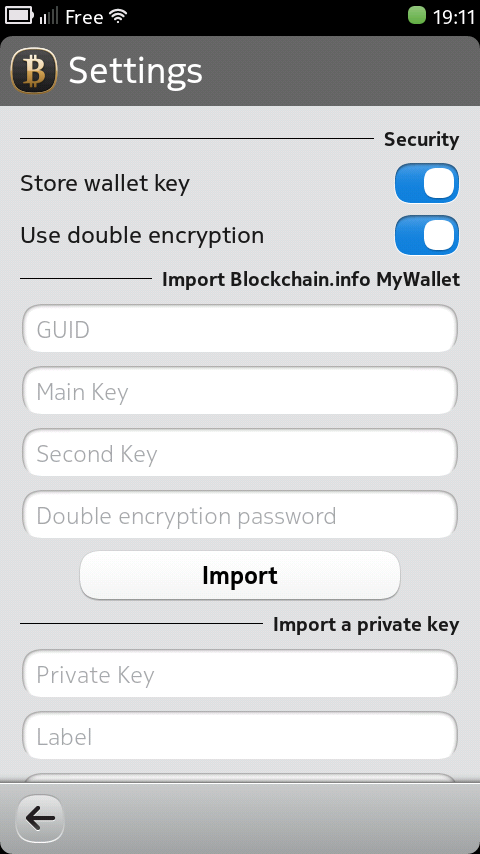 Free 19:11
Settings
Security
Store wallet key
Use double encryption
Import Blockchain.info MyWallet
GUID
Main Key
Second Key
Double encryption password
Import
Import a private key
Private Key
Label